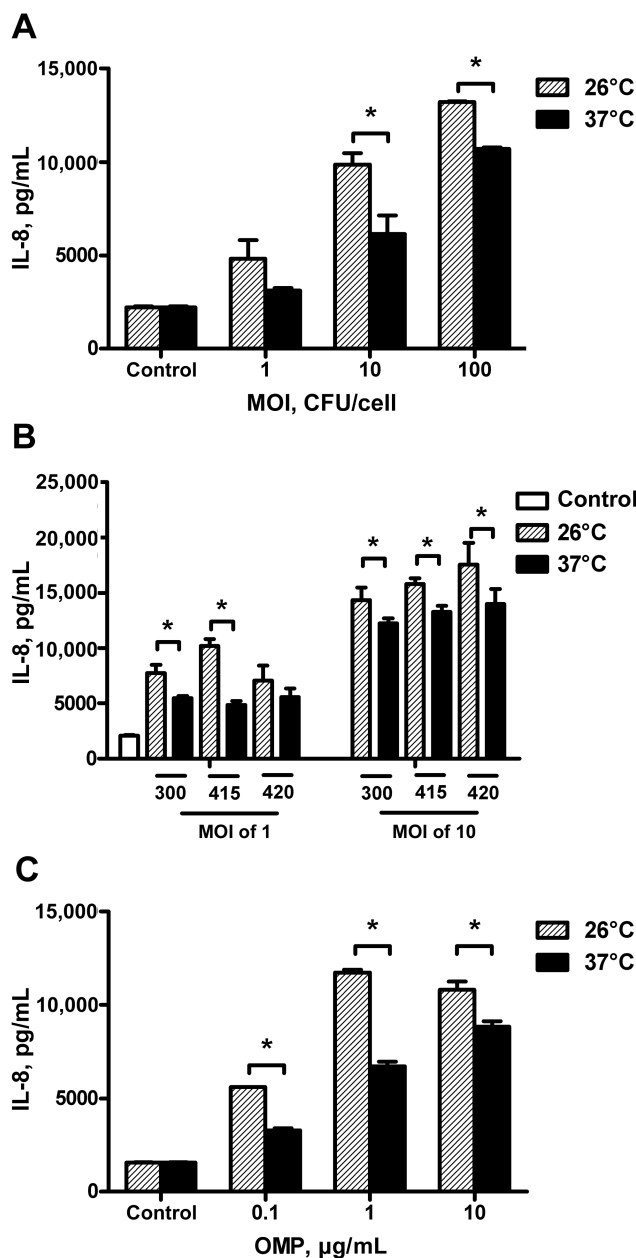 A
15,000
10,000
5000
0
IL-8, pg/mL
*
*
26°C
37°C
Control
1
10
100
MOI, CFU/cell
B
25,000
20,000
15,000
10,000
5000
0
IL-8, pg/mL
*
*
*
*
*
Control
26°C
37°C
300
415
420
300
415
420
MOI of 1
MOI of 10
C
15,000
10,000
5000
0
IL-8, pg/mL
*
*
*
26°C
37°C
Control
0.1
1
10
OMP, µg/mL